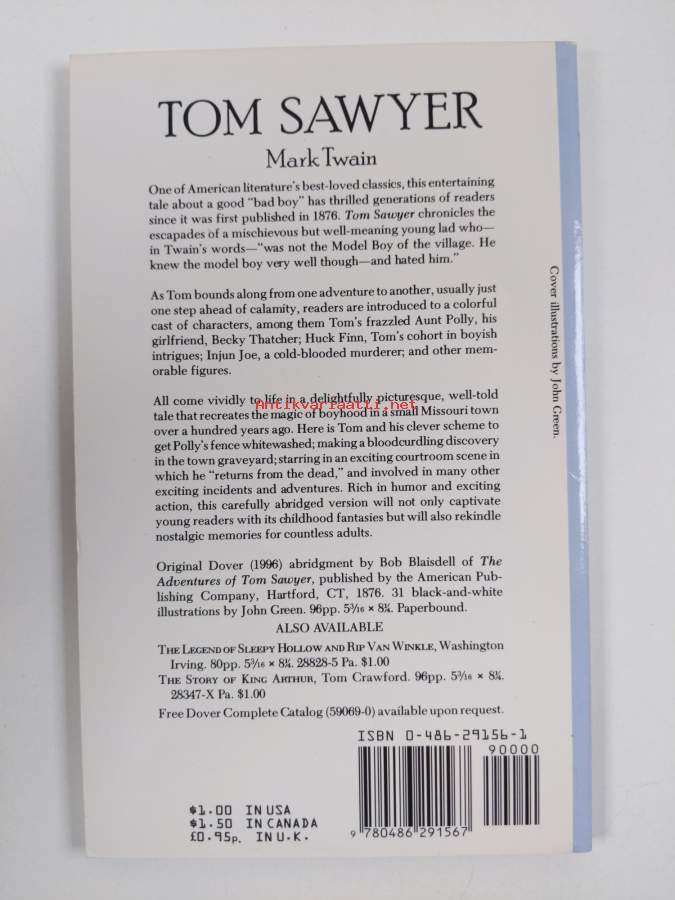 TOM SAWYER
Mark Twain
One of American literature's best-loved classics, this entertaining
tale about a good "bad boy" has thrilled generations of readers
since it was first published in 1876. Tom Sawyer chronicles the
escapades of a mischievous but well-meaning young lad who—
in Twain's words—"was not the Model Boy of the village. He
knew the model boy very well though—and hated him."
As Tom bounds along from one adventure to another, usually just
one step ahead of calamity, readers are introduced to a colorful
cast of characters, among them Tom's frazzled Aunt Polly, his
girlfriend, Becky Thatcher; Huck Finn, Tom's cohort in boyish
intrigues; Injun Joe, a cold-blooded murderer; and other mem-
orable figures.
All come vividly to life in a delightfully picturesque, well-told
Antikvariaatti.net
tale that recreates the magic of boyhood in a small Missouri town
over a hundred years ago. Here is Tom and his clever scheme to
get Polly's fence whitewashed; making a bloodcurdling discovery
in the town graveyard; starring in an exciting courtroom scene in
which he "returns from the dead," and involved in many other
exciting incidents and adventures. Rich in humor and exciting
action, this carefully abridged version will not only captivate
young readers with its childhood fantasies but will also rekindle
nostalgic memories for countless adults.
Original Dover (1996) abridgment by Bob Blaisdell of The
Adventures of Tom Sawyer, published by the American Pub-
lishing Company, Hartford, CT, 1876. 31 black-and-white
illustrations by John Green. 96pp. 5³⁄₁₆ × 8¼. Paperbound.
ALSO AVAILABLE
THE LEGEND OF SLEEPY HOLLOW AND RIP VAN WINKLE, Washington
Irving. 80pp. 5³⁄₁₆ × 8¼. 28828-5 Pa. $1.00
THE STORY OF KING ARTHUR, Tom Crawford. 96pp. 5³⁄₁₆ × 8¼.
28347-X Pa. $1.00
Free Dover Complete Catalog (59069-0) available upon request.
Cover illustrations by John Green.
ISBN 0-486-29156-1
90000
$1.00 IN USA
$1.50 IN CANADA
£0.95p. IN U.K.
9 780486 291567